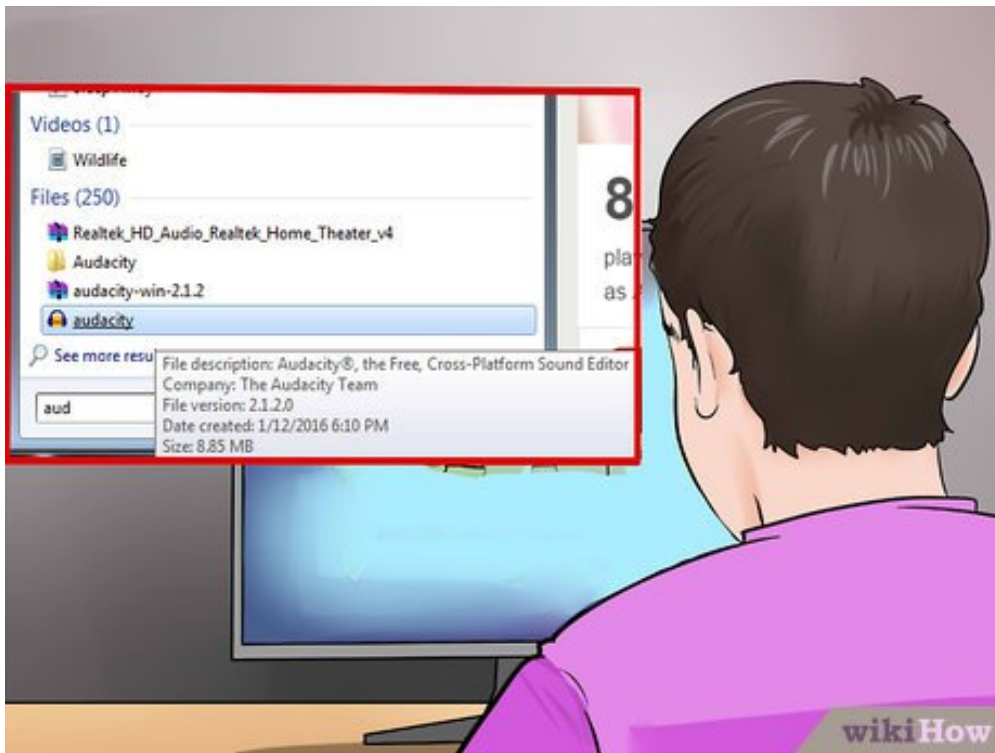 Videos (1)
Wildlife
Files (250)
Realtek_HD_Audio_Realtek_Home_Theater_v4
Audacity
audacity-win-2.1.2
audacity
See more resu
aud
File description: Audacity®, the Free, Cross-Platform Sound Editor
Company: The Audacity Team
File version: 2.1.2.0
Date created: 1/12/2016 6:10 PM
Size: 8.85 MB
8
pla
as
wikiHow